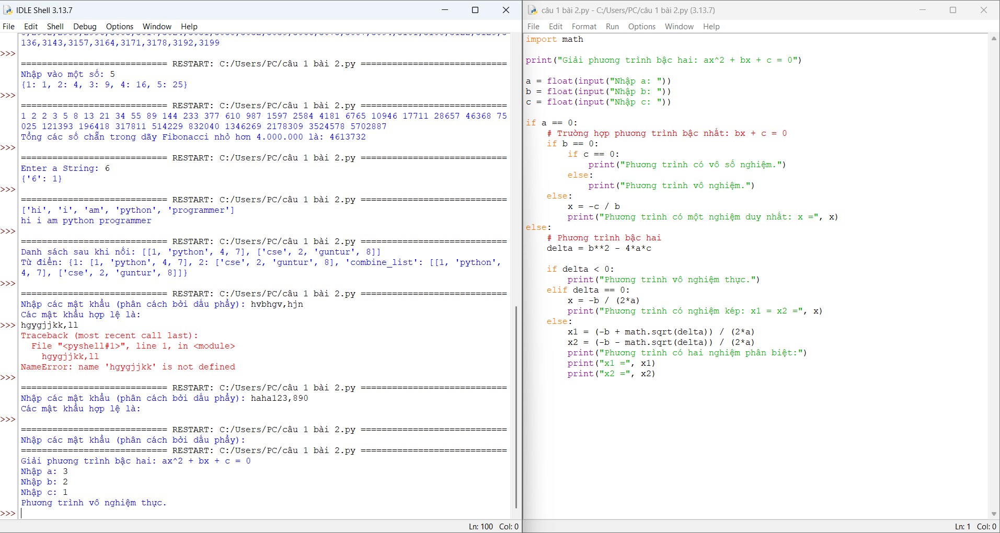 IDLE Shell 3.13.7
File Edit Shell Debug Options Window Help
136,3143,3157,3164,3171,3178,3192,3199
>>>
============================ RESTART: C:/Users/PC/câu 1 bài 2.py ============================
Nhập vào một số: 5
{1: 1, 2: 4, 3: 9, 4: 16, 5: 25}
>>>
============================ RESTART: C:/Users/PC/câu 1 bài 2.py ============================
1 2 2 3 5 8 13 21 34 55 89 144 233 377 610 987 1597 2584 4181 6765 10946 17711 28657 46368 75
025 121393 196418 317811 514229 832040 1346269 2178309 3524578 5702887
Tổng các số chẵn trong dãy Fibonacci nhỏ hơn 4.000.000 là: 4613732
>>>
============================ RESTART: C:/Users/PC/câu 1 bài 2.py ============================
Enter a String: 6
{'6': 1}
>>>
============================ RESTART: C:/Users/PC/câu 1 bài 2.py ============================
['hi', 'i', 'am', 'python', 'programmer']
hi i am python programmer
>>>
============================ RESTART: C:/Users/PC/câu 1 bài 2.py ============================
Danh sách sau khi nối: [[1, 'python', 4, 7], ['cse', 2, 'guntur', 8]]
Từ điển: {1: [1, 'python', 4, 7], 2: ['cse', 2, 'guntur', 8], 'combine_list': [[1, 'python',
4, 7], ['cse', 2, 'guntur', 8]]}
>>>
============================ RESTART: C:/Users/PC/câu 1 bài 2.py ============================
Nhập các mật khẩu (phân cách bởi dấu phẩy): hvbhgv,hjn
Các mật khẩu hợp lệ là:
>>> hgygjjkk,ll
Traceback (most recent call last):
  File "<pyshell#1>", line 1, in <module>
    hgygjjkk,ll
NameError: name 'hgygjjkk' is not defined
>>>
============================ RESTART: C:/Users/PC/câu 1 bài 2.py ============================
Nhập các mật khẩu (phân cách bởi dấu phẩy): haha123,890
Các mật khẩu hợp lệ là:
>>>
============================ RESTART: C:/Users/PC/câu 1 bài 2.py ============================
Nhập các mật khẩu (phân cách bởi dấu phẩy):
============================ RESTART: C:/Users/PC/câu 1 bài 2.py ============================
Giải phương trình bậc hai: ax^2 + bx + c = 0
Nhập a: 3
Nhập b: 2
Nhập c: 1
Phương trình vô nghiệm thực.
>>>
Ln: 100 Col: 0
câu 1 bài 2.py - C:/Users/PC/câu 1 bài 2.py (3.13.7)
File Edit Format Run Options Window Help
import math

print("Giải phương trình bậc hai: ax^2 + bx + c = 0")

a = float(input("Nhập a: "))
b = float(input("Nhập b: "))
c = float(input("Nhập c: "))

if a == 0:
    # Trường hợp phương trình bậc nhất: bx + c = 0
    if b == 0:
        if c == 0:
            print("Phương trình có vô số nghiệm.")
        else:
            print("Phương trình vô nghiệm.")
    else:
        x = -c / b
        print("Phương trình có một nghiệm duy nhất: x =", x)
else:
    # Phương trình bậc hai
    delta = b**2 - 4*a*c

    if delta < 0:
        print("Phương trình vô nghiệm thực.")
    elif delta == 0:
        x = -b / (2*a)
        print("Phương trình có nghiệm kép: x1 = x2 =", x)
    else:
        x1 = (-b + math.sqrt(delta)) / (2*a)
        x2 = (-b - math.sqrt(delta)) / (2*a)
        print("Phương trình có hai nghiệm phân biệt:")
        print("x1 =", x1)
        print("x2 =", x2)
Ln: 1 Col: 0